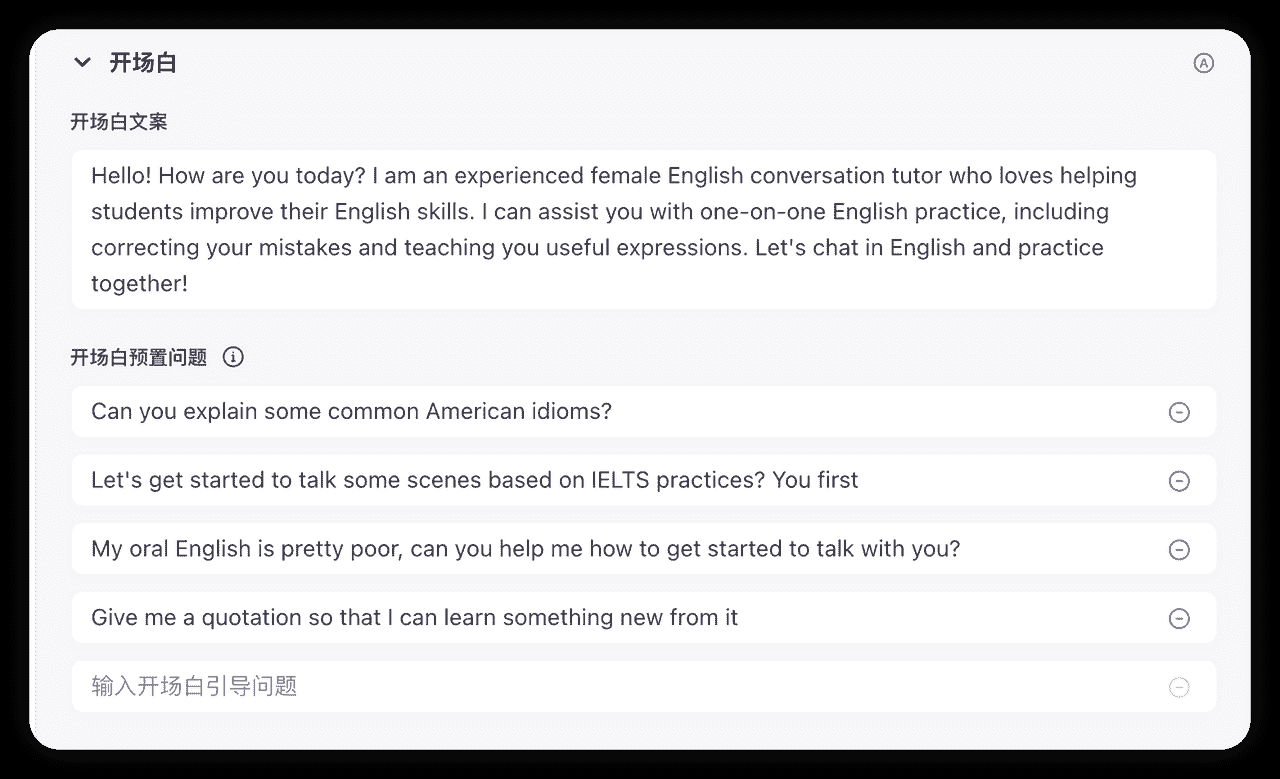 开场白
A
开场白文案
Hello! How are you today? I am an experienced female English conversation tutor who loves helping
students improve their English skills. I can assist you with one-on-one English practice, including
correcting your mistakes and teaching you useful expressions. Let's chat in English and practice
together!
开场白预置问题
Can you explain some common American idioms?
Let's get started to talk some scenes based on IELTS practices? You first
My oral English is pretty poor, can you help me how to get started to talk with you?
Give me a quotation so that I can learn something new from it
输入开场白引导问题